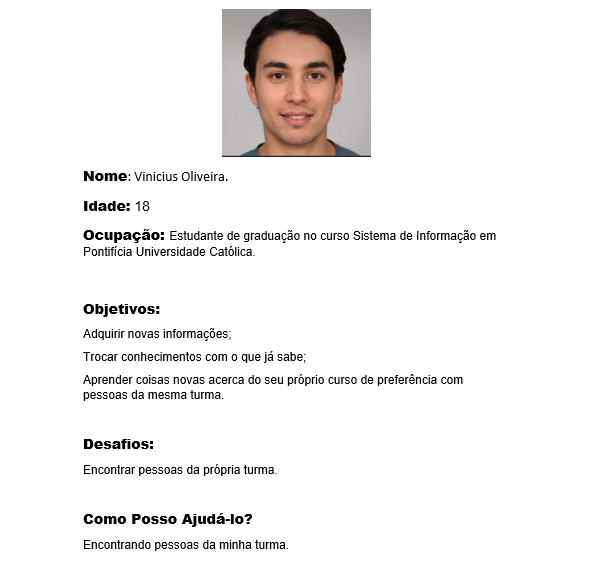 Nome: Vinicius Oliveira.
Idade: 18
Ocupação: Estudante de graduação no curso Sistema de Informação em
Pontifícia Universidade Católica.
Objetivos:
Adquirir novas informações;
Trocar conhecimentos com o que já sabe;
Aprender coisas novas acerca do seu próprio curso de preferência com
pessoas da mesma turma.
Desafios:
Encontrar pessoas da própria turma.
Como Posso Ajudá-lo?
Encontrando pessoas da minha turma.